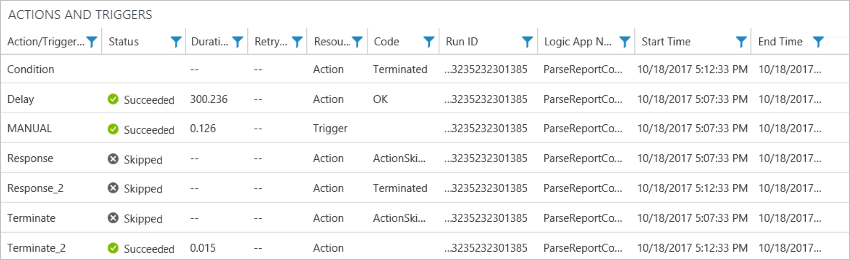 ACTIONS AND TRIGGERS
Action/Trigger... Status Durati... Retry... Resou... Code Run ID Logic App N... Start Time End Time
Condition -- -- Action Terminated ...3235232301385 ParseReportCo... 10/18/2017 5:12:33 PM 10/18/2017...
Delay Succeeded 300.236 -- Action OK ...3235232301385 ParseReportCo... 10/18/2017 5:07:33 PM 10/18/2017...
MANUAL Succeeded 0.126 -- Trigger ...3235232301385 ParseReportCo... 10/18/2017 5:07:33 PM 10/18/2017...
Response Skipped -- -- Action ActionSki... ...3235232301385 ParseReportCo... 10/18/2017 5:07:33 PM 10/18/2017...
Response_2 Skipped -- -- Action Terminated ...3235232301385 ParseReportCo... 10/18/2017 5:12:33 PM 10/18/2017...
Terminate Skipped -- -- Action ActionSki... ...3235232301385 ParseReportCo... 10/18/2017 5:07:33 PM 10/18/2017...
Terminate_2 Succeeded 0.015 -- Action ...3235232301385 ParseReportCo... 10/18/2017 5:12:33 PM 10/18/2017...